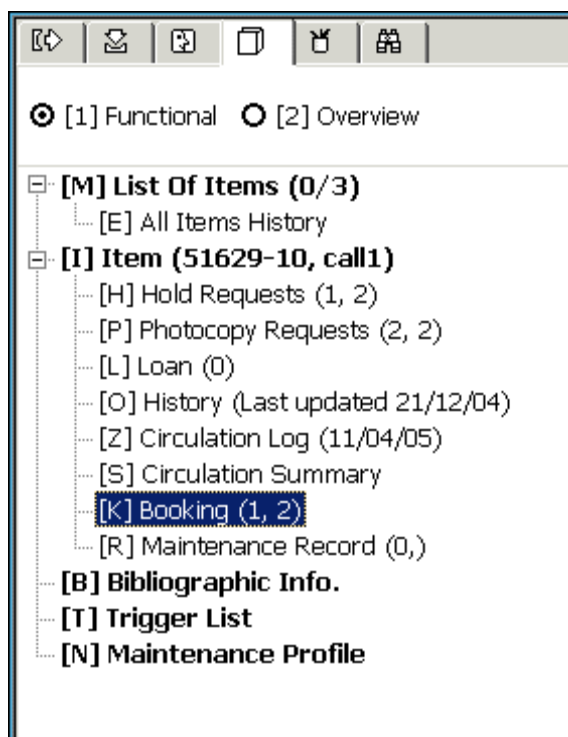 [1] Functional [2] Overview
[M] List Of Items (0/3)
[E] All Items History
[I] Item (51629-10, call1)
[H] Hold Requests (1, 2)
[P] Photocopy Requests (2, 2)
[L] Loan (0)
[O] History (Last updated 21/12/04)
[Z] Circulation Log (11/04/05)
[S] Circulation Summary
[K] Booking (1, 2)
[R] Maintenance Record (0,)
[B] Bibliographic Info.
[T] Trigger List
[N] Maintenance Profile